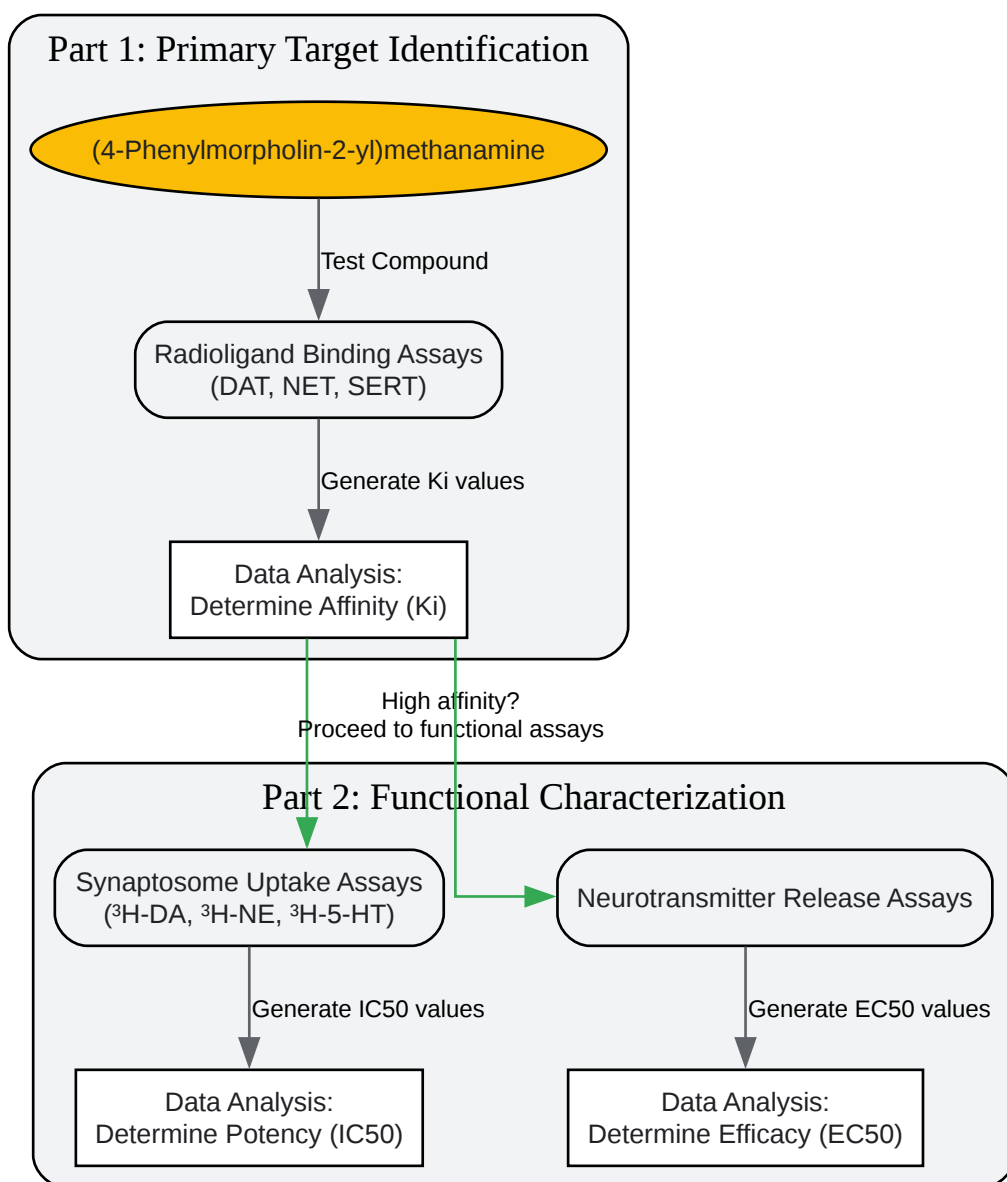 Part 1: Primary Target Identification
(4-Phenylmorpholin-2-yl)methanamine
Test Compound
Radioligand Binding Assays
(DAT, NET, SERT)
Generate Ki values
Data Analysis:
Determine Affinity (Ki)
High affinity?
Proceed to functional assays
Part 2: Functional Characterization
Synaptosome Uptake Assays
(³H-DA, ³H-NE, ³H-5-HT)
Neurotransmitter Release Assays
Generate IC50 values
Generate EC50 values
Data Analysis:
Determine Potency (IC50)
Data Analysis:
Determine Efficacy (EC50)